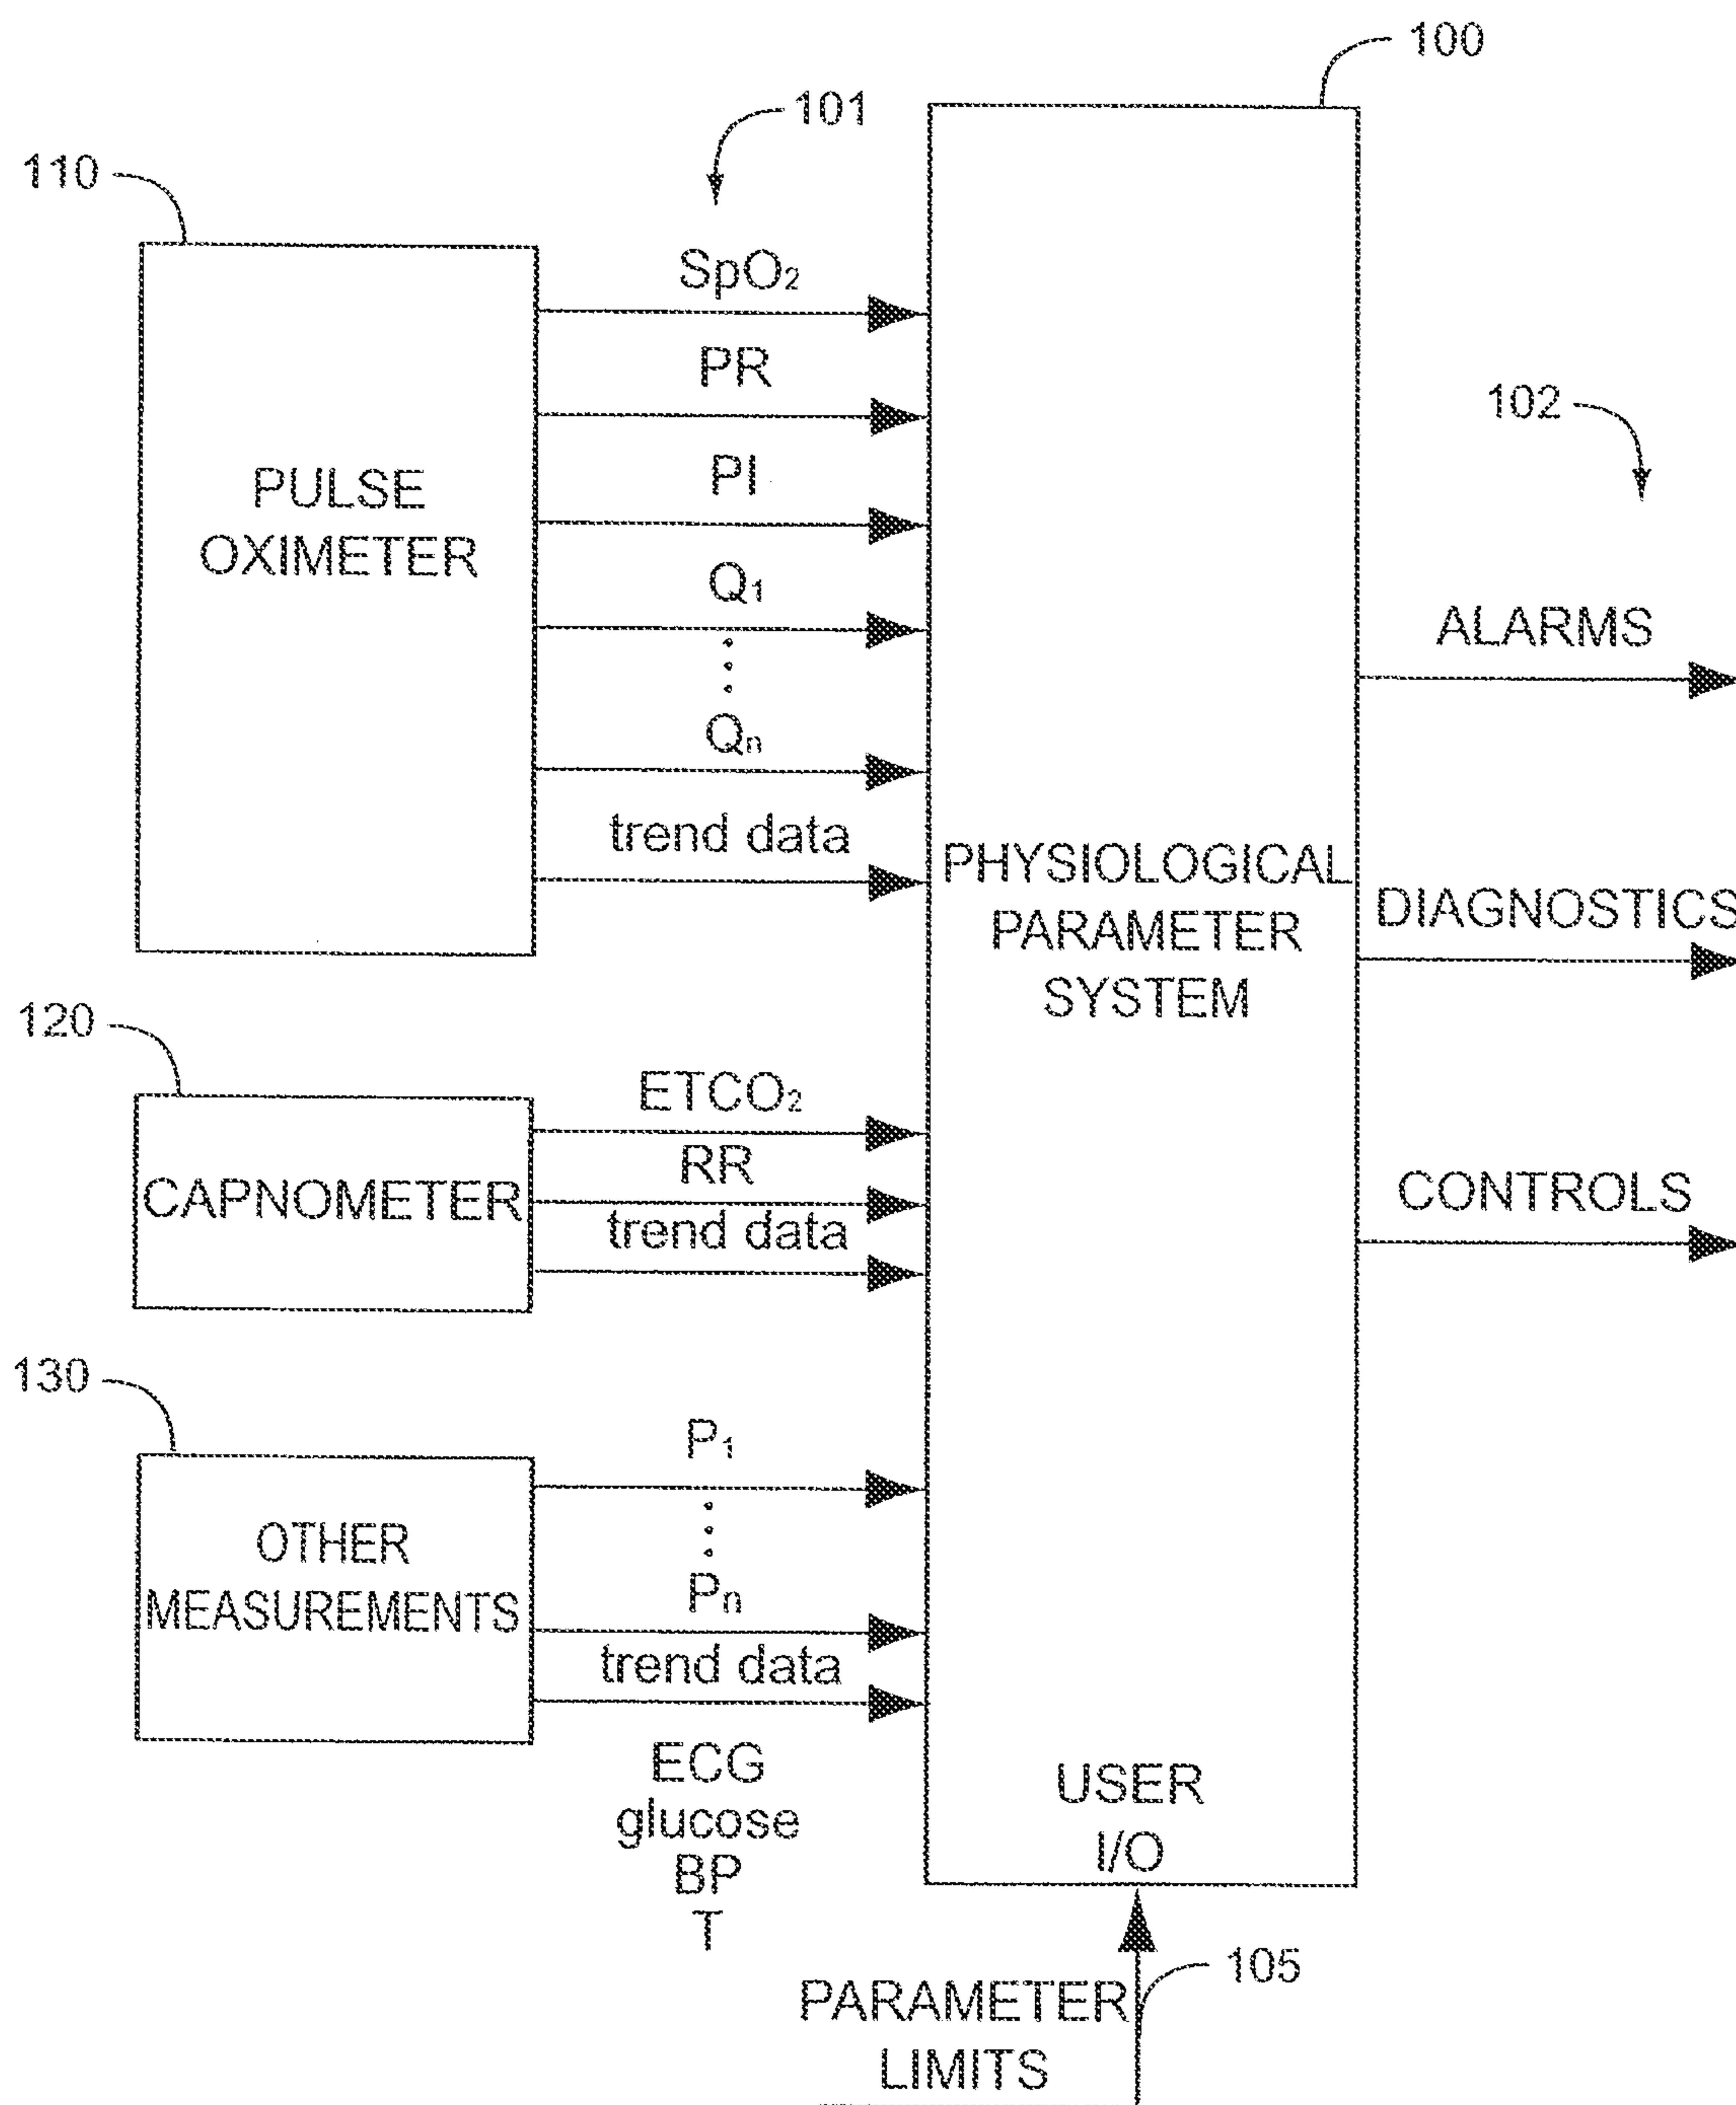 100
101
110
SpO₂
PR
102
PI
PULSE
OXIMETER
Q₁
ALARMS
Qₙ
trend data
PHYSIOLOGICAL
PARAMETER
SYSTEM
DIAGNOSTICS
120
ETCO₂
RR
CAPNOMETER
CONTROLS
trend data
130
P₁
OTHER
MEASUREMENTS
Pₙ
trend data
ECG
glucose
BP
T
USER
I/O
105
PARAMETER
LIMITS